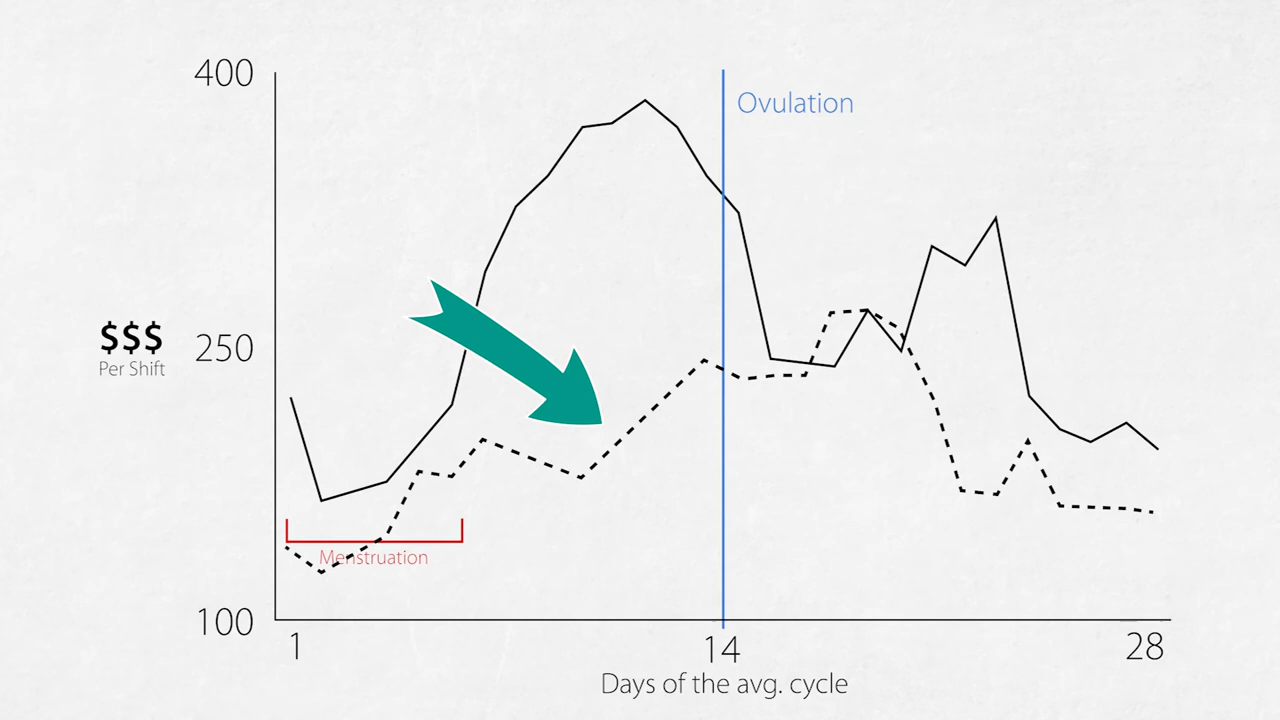 400
Ovulation
$$$
Per Shift
250
Menstruation
100
1
14
28
Days of the avg. cycle